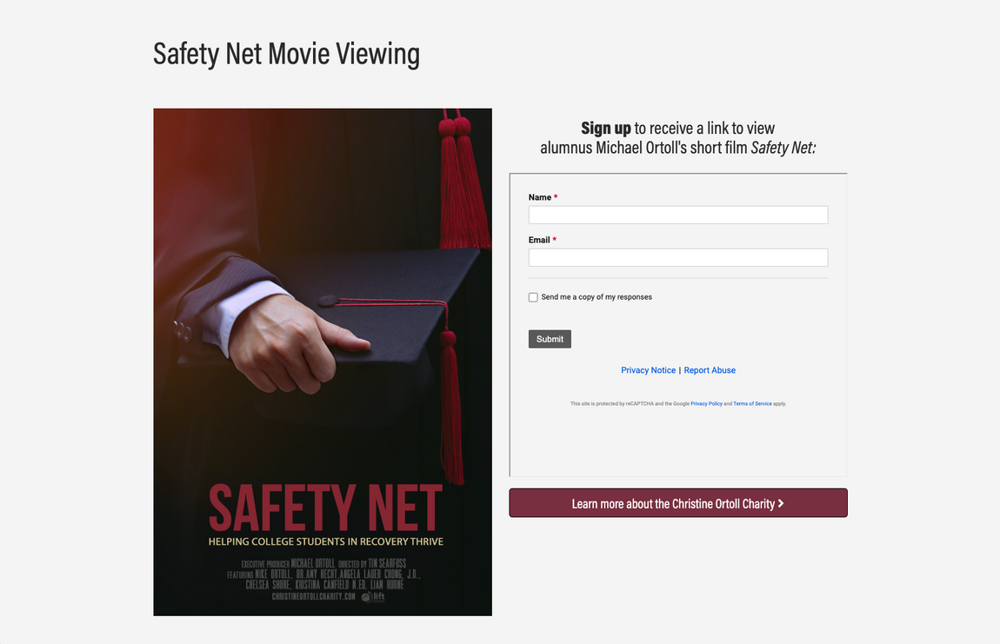 Safety Net Movie Viewing
Sign up to receive a link to view
alumnus Michael Ortoll's short film Safety Net:
Name *
Email *
Send me a copy of my responses
Submit
Privacy Notice | Report Abuse
This site is protected by reCAPTCHA and the Google Privacy Policy and Terms of Service apply.
Learn more about the Christine Ortoll Charity >
SAFETY NET
HELPING COLLEGE STUDENTS IN RECOVERY THRIVE
EXECUTIVE PRODUCER MICHAEL ORTOLL DIRECTED BY TIM SEARFOSS
FEATURING MIKE ORTOLL, DR. AMY HECHT, ANGELA LAUER CHONG, J.D.,
CHELSEA SHORE, KRISTINA CANFIELD M.ED, LIAM HORNE
CHRISTINEORTOLLCHARITY.COM lift